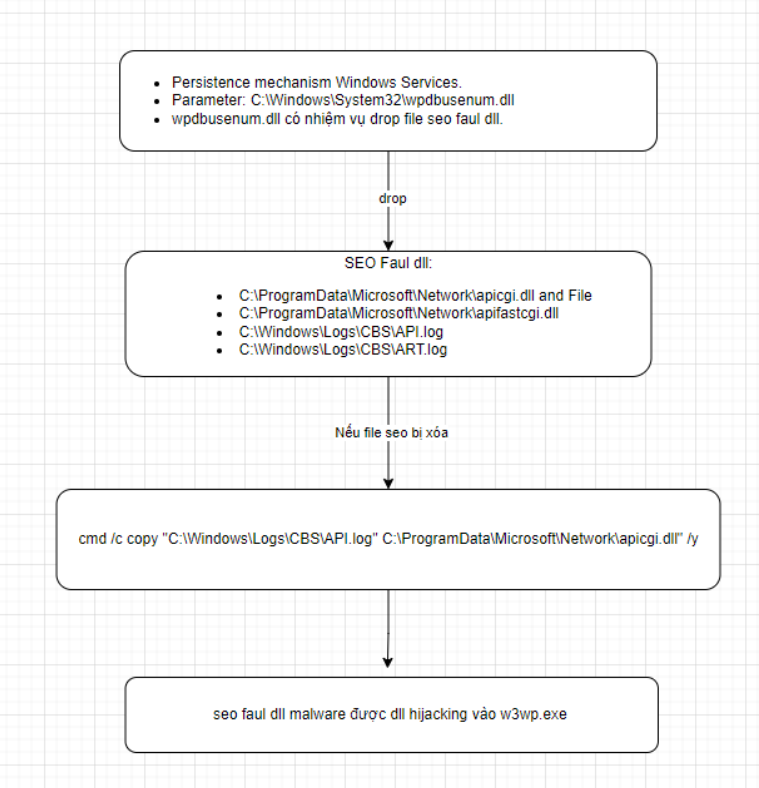 • Persistence mechanism Windows Services.
• Parameter: C:\Windows\System32\wpdbusenum.dll
• wpdbusenum.dll có nhiệm vụ drop file seo faul dll.
drop
SEO Faul dll:
• C:\ProgramData\Microsoft\Network\apicgi.dll and File
• C:\ProgramData\Microsoft\Network\apifastcgi.dll
• C:\Windows\Logs\CBS\API.log
• C:\Windows\Logs\CBS\ART.log
Nếu file seo bị xóa
cmd /c copy "C:\Windows\Logs\CBS\API.log" C:\ProgramData\Microsoft\Network\apicgi.dll" /y
seo faul dll malware được dll hijacking vào w3wp.exe